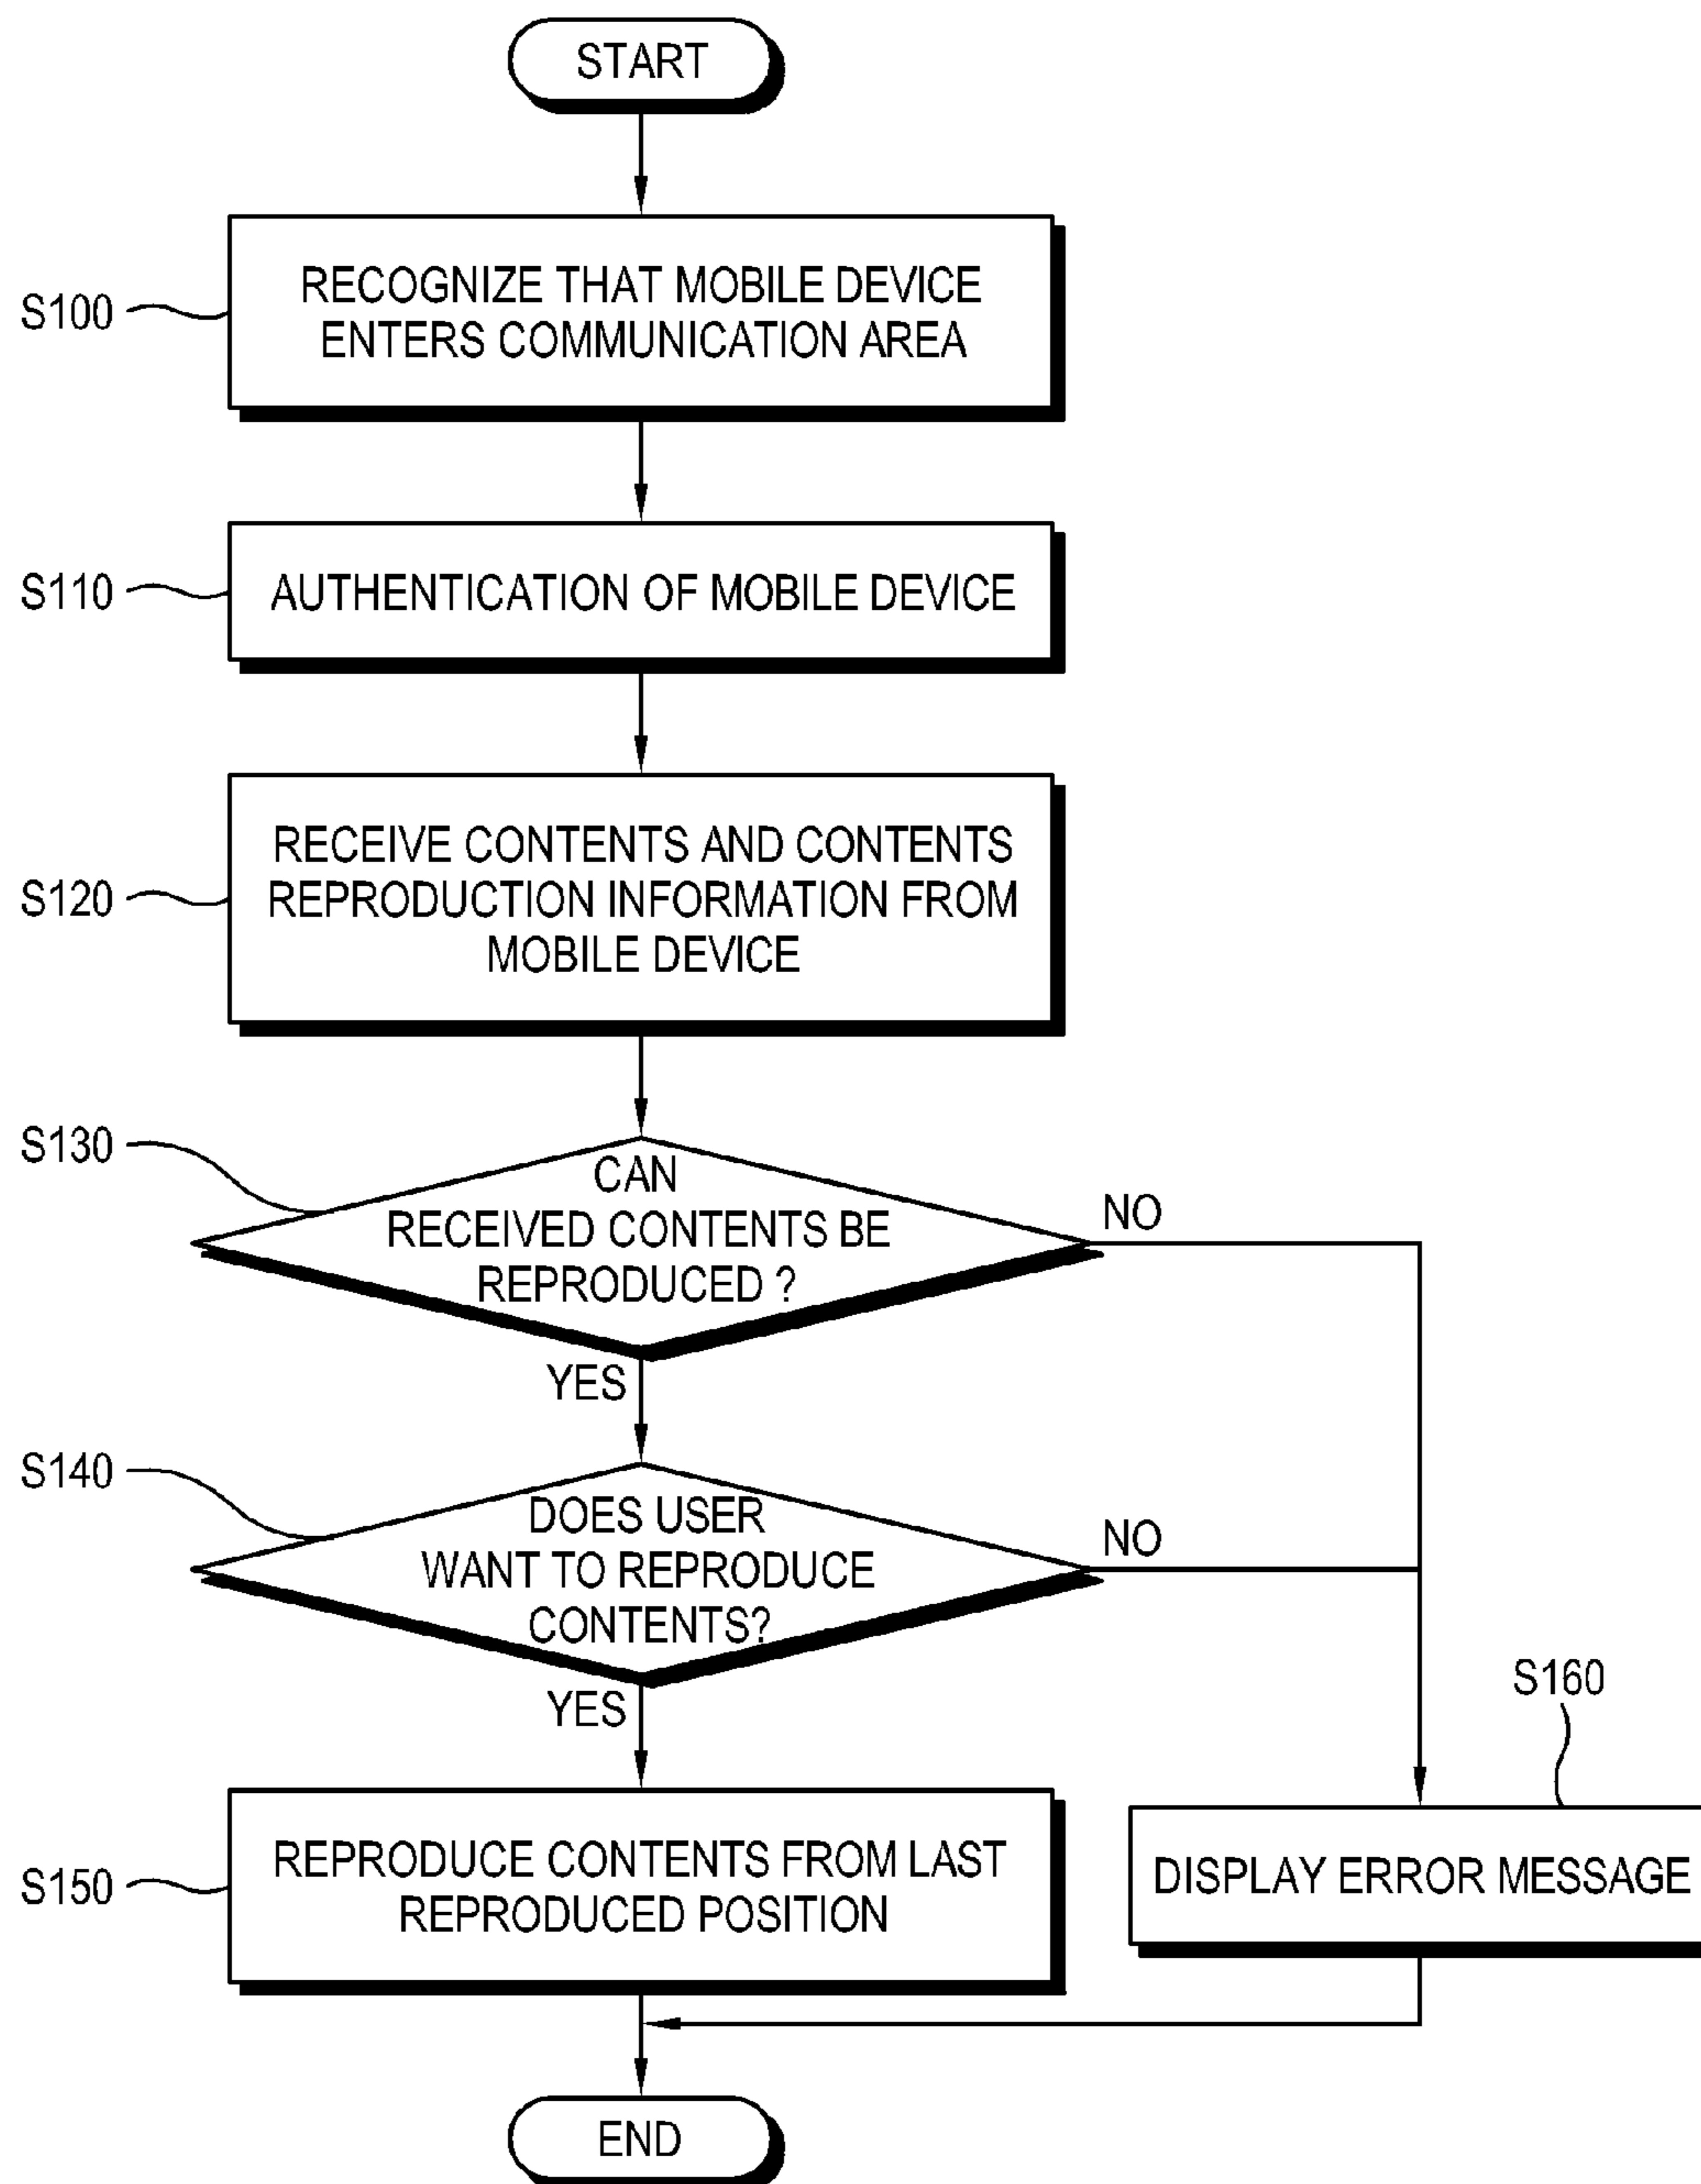 START
S100
RECOGNIZE THAT MOBILE DEVICE
ENTERS COMMUNICATION AREA
S110
AUTHENTICATION OF MOBILE DEVICE
S120
RECEIVE CONTENTS AND CONTENTS
REPRODUCTION INFORMATION FROM
MOBILE DEVICE
S130
CAN
RECEIVED CONTENTS BE
REPRODUCED ?
NO
YES
S140
DOES USER
WANT TO REPRODUCE
CONTENTS?
NO
YES
S150
REPRODUCE CONTENTS FROM LAST
REPRODUCED POSITION
S160
DISPLAY ERROR MESSAGE
END